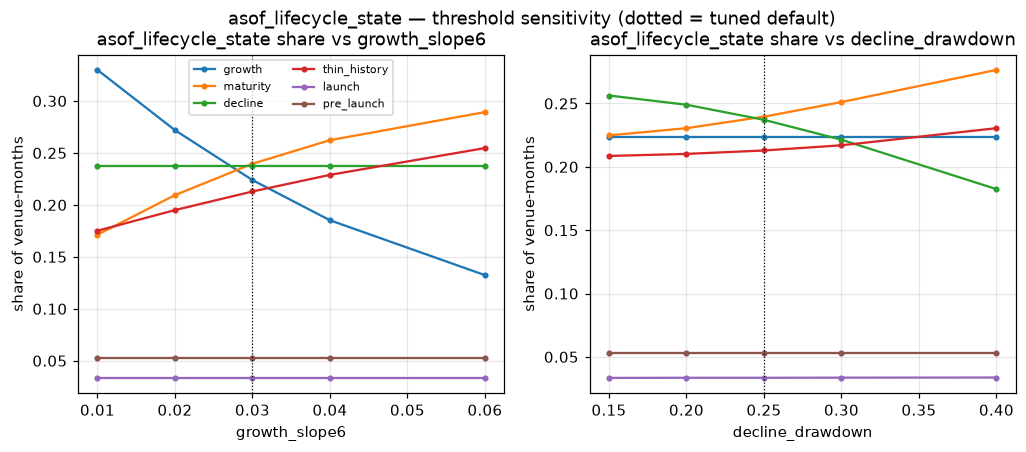 asof_lifecycle_state — threshold sensitivity (dotted = tuned default)
asof_lifecycle_state share vs growth_slope6
share of venue-months
0.30
0.25
0.20
0.15
0.10
0.05
growth
maturity
decline
thin_history
launch
pre_launch
0.01 0.02 0.03 0.04 0.05 0.06
growth_slope6
asof_lifecycle_state share vs decline_drawdown
share of venue-months
0.25
0.20
0.15
0.10
0.05
0.15 0.20 0.25 0.30 0.35 0.40
decline_drawdown